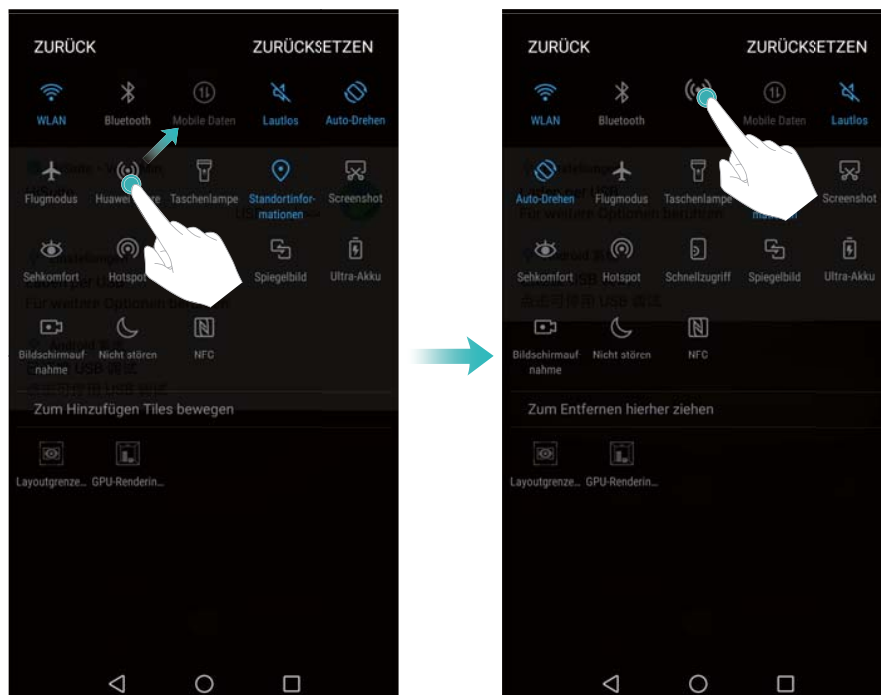 ZURÜCK ZURÜCKSETZEN
WLAN Bluetooth Mobile Daten Lautlos Auto-Drehen
Flugmodus Huawei Taschenlampe Standortinfor-
mationen Screenshot
Sehkomfort Hotspot Spiegelbild Ultra-Akku
Bildschirmauf-
nahme Nicht stören NFC
Zum Hinzufügen Tiles bewegen
Layoutgrenze... GPU-Renderin...
ZURÜCK ZURÜCKSETZEN
WLAN Bluetooth Mobile Daten Lautlos
Auto-Drehen Flugmodus Taschenlampe Screenshot
Sehkomfort Hotspot Schnellzugriff Spiegelbild Ultra-Akku
Bildschirmauf-
nahme Nicht stören NFC
Zum Entfernen hierher ziehen
Layoutgrenze... GPU-Renderin...